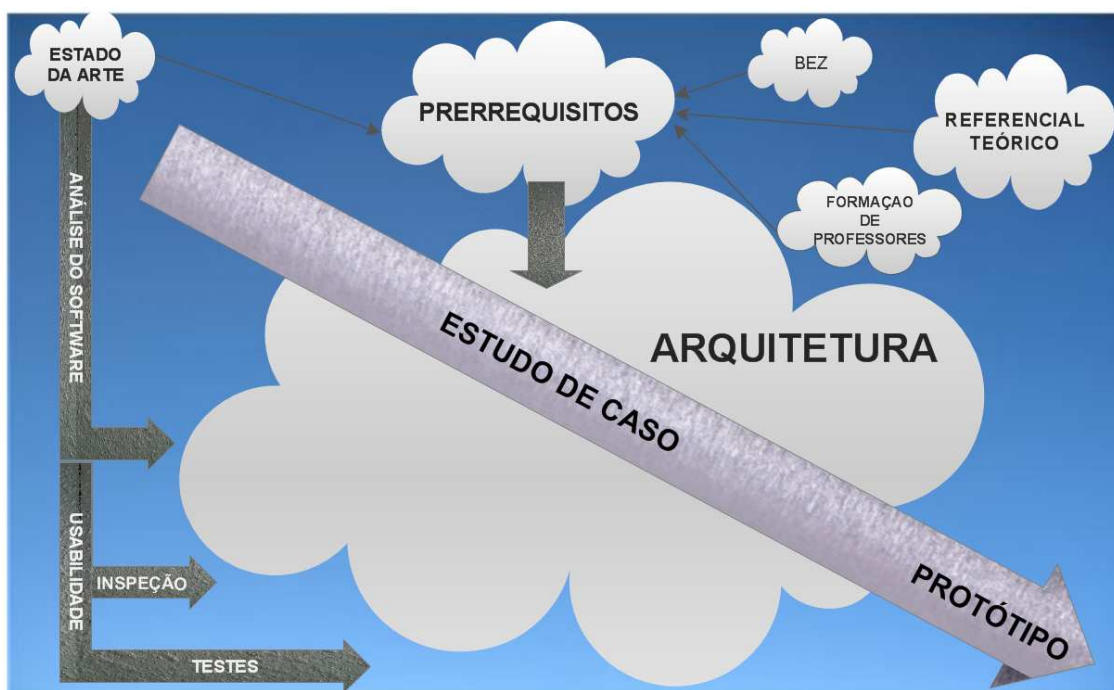 ESTADO
DA ARTE
PRERREQUISITOS
BEZ
REFERENCIAL
TEÓRICO
FORMAÇAO
DE
PROFESSORES
ANÁLISE DO SOFTWARE
ARQUITETURA
ESTUDO DE CASO
PROTÓTIPO
USABILIDADE
INSPEÇÃO
TESTES